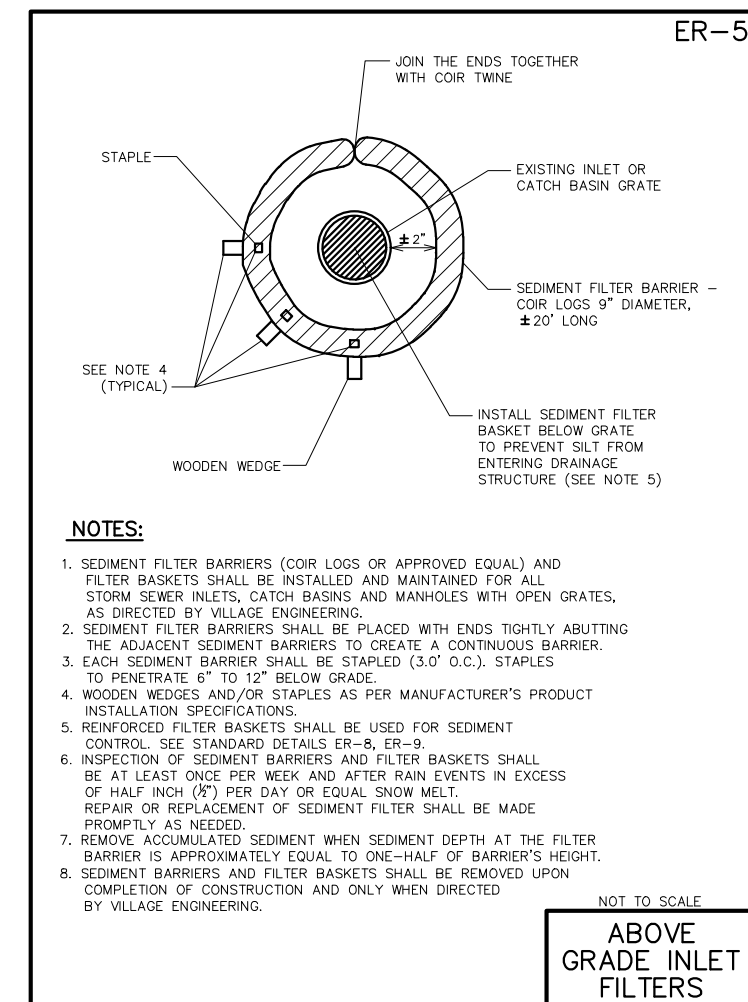 ER-5
JOIN THE ENDS TOGETHER
WITH COIR TWINE
STAPLE
EXISTING INLET OR
CATCH BASIN GRATE
±2"
SEDIMENT FILTER BARRIER -
COIR LOGS 9" DIAMETER,
±20' LONG
SEE NOTE 4
(TYPICAL)
INSTALL SEDIMENT FILTER
BASKET BELOW GRATE
TO PREVENT SILT FROM
ENTERING DRAINAGE
STRUCTURE (SEE NOTE 5)
WOODEN WEDGE
NOTES:
1. SEDIMENT FILTER BARRIERS (COIR LOGS OR APPROVED EQUAL) AND
FILTER BASKETS SHALL BE INSTALLED AND MAINTAINED FOR ALL
STORM SEWER INLETS, CATCH BASINS AND MANHOLES WITH OPEN GRATES,
AS DIRECTED BY VILLAGE ENGINEERING.
2. SEDIMENT FILTER BARRIERS SHALL BE PLACED WITH ENDS TIGHTLY ABUTTING
THE ADJACENT SEDIMENT BARRIERS TO CREATE A CONTINUOUS BARRIER.
3. EACH SEDIMENT BARRIER SHALL BE STAPLED (3.0' O.C.). STAPLES
TO PENETRATE 6" TO 12" BELOW GRADE.
4. WOODEN WEDGES AND/OR STAPLES AS PER MANUFACTURER'S PRODUCT
INSTALLATION SPECIFICATIONS.
5. REINFORCED FILTER BASKETS SHALL BE USED FOR SEDIMENT
CONTROL. SEE STANDARD DETAILS ER-8, ER-9.
6. INSPECTION OF SEDIMENT BARRIERS AND FILTER BASKETS SHALL
BE AT LEAST ONCE PER WEEK AND AFTER RAIN EVENTS IN EXCESS
OF HALF INCH (½") PER DAY OR EQUAL SNOW MELT.
REPAIR OR REPLACEMENT OF SEDIMENT FILTER SHALL BE MADE
PROMPTLY AS NEEDED.
7. REMOVE ACCUMULATED SEDIMENT WHEN SEDIMENT DEPTH AT THE FILTER
BARRIER IS APPROXIMATELY EQUAL TO ONE-HALF OF BARRIER'S HEIGHT.
8. SEDIMENT BARRIERS AND FILTER BASKETS SHALL BE REMOVED UPON
COMPLETION OF CONSTRUCTION AND ONLY WHEN DIRECTED
BY VILLAGE ENGINEERING.
NOT TO SCALE
ABOVE
GRADE INLET
FILTERS